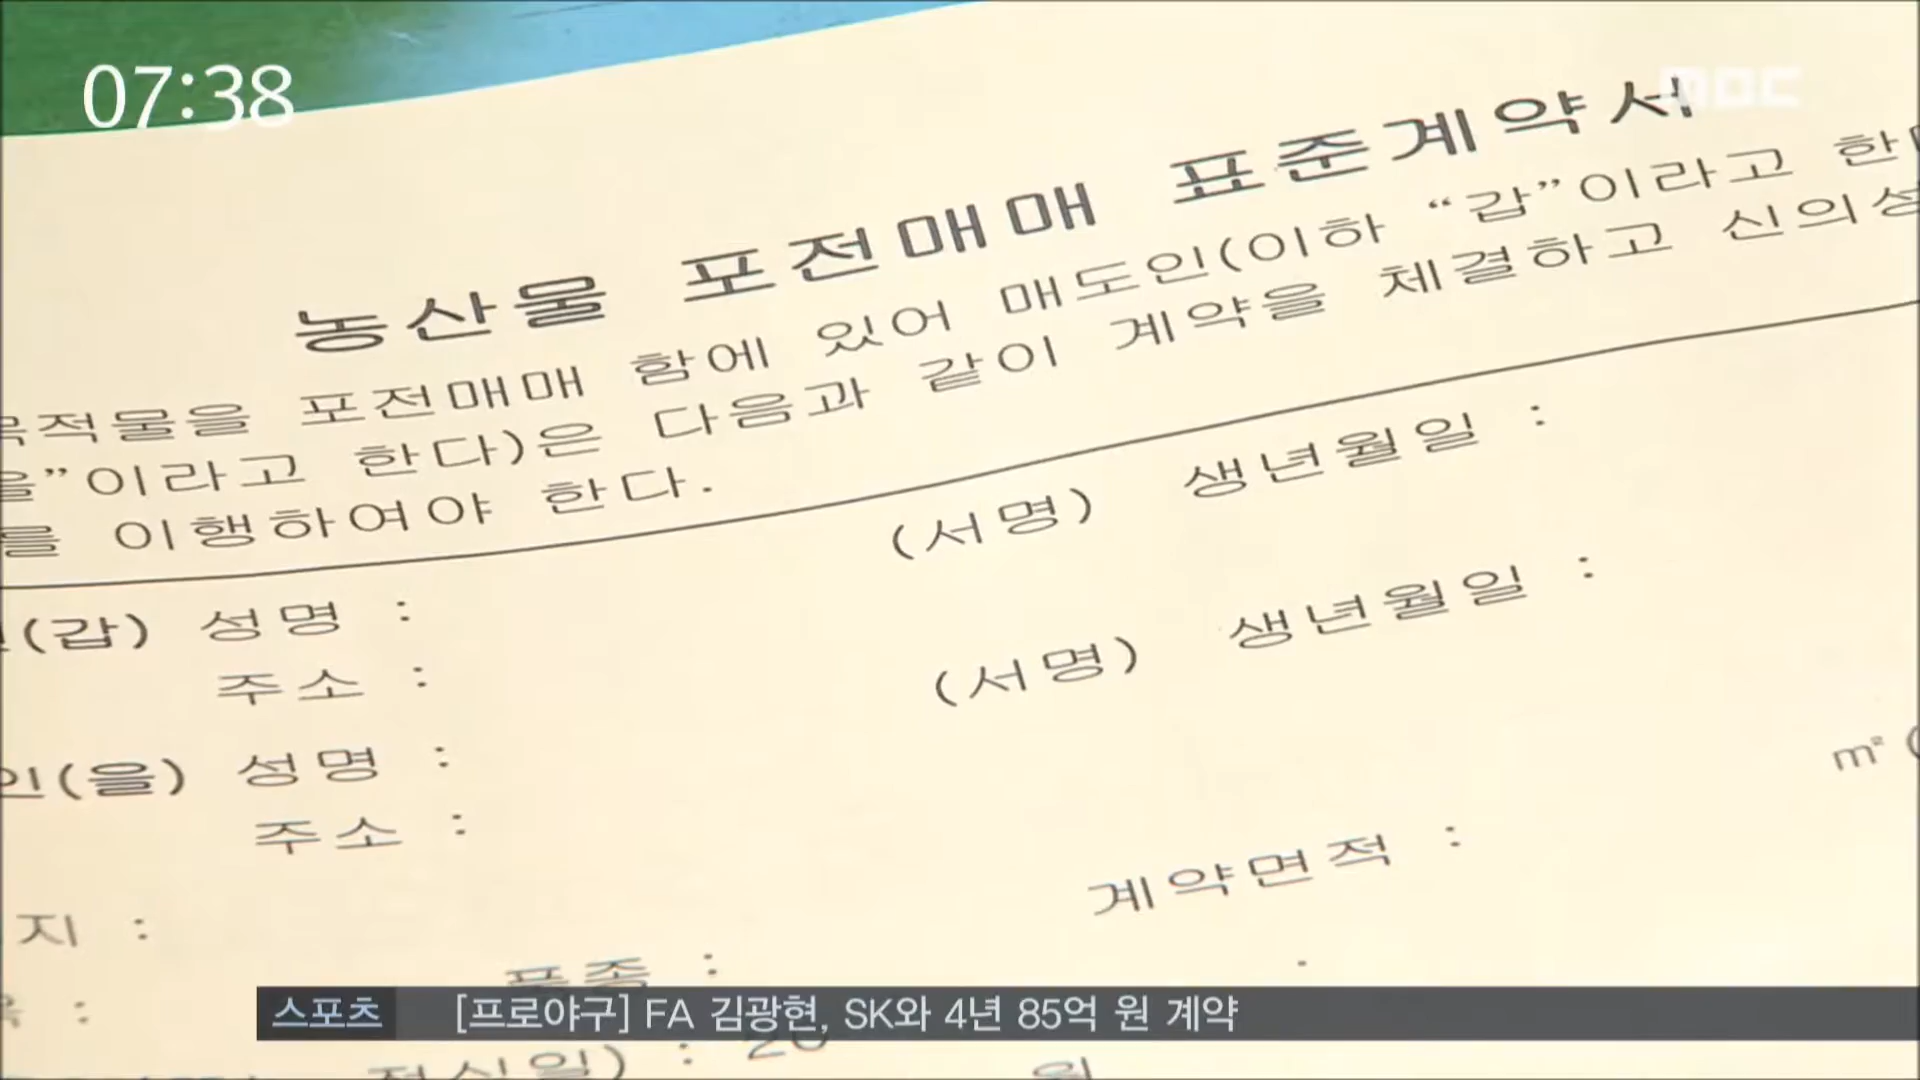 07:38
MBC
농산물 포전매매 표준계약서
목적물을 포전매매 함에 있어 매도인(이하 “갑”이라고 한
”이라고 한다)은 다음과 같이 계약을 체결하고 신의성
를 이행하여야 한다.
(갑) 성명 : (서명) 생년월일 :
주소 :
인(을) 성명 : (서명) 생년월일 :
주소 :
지 : 계약면적 : ㎡(
품종 :
스포츠 [프로야구] FA 김광현, SK와 4년 85억 원 계약
정식일) : 20 월